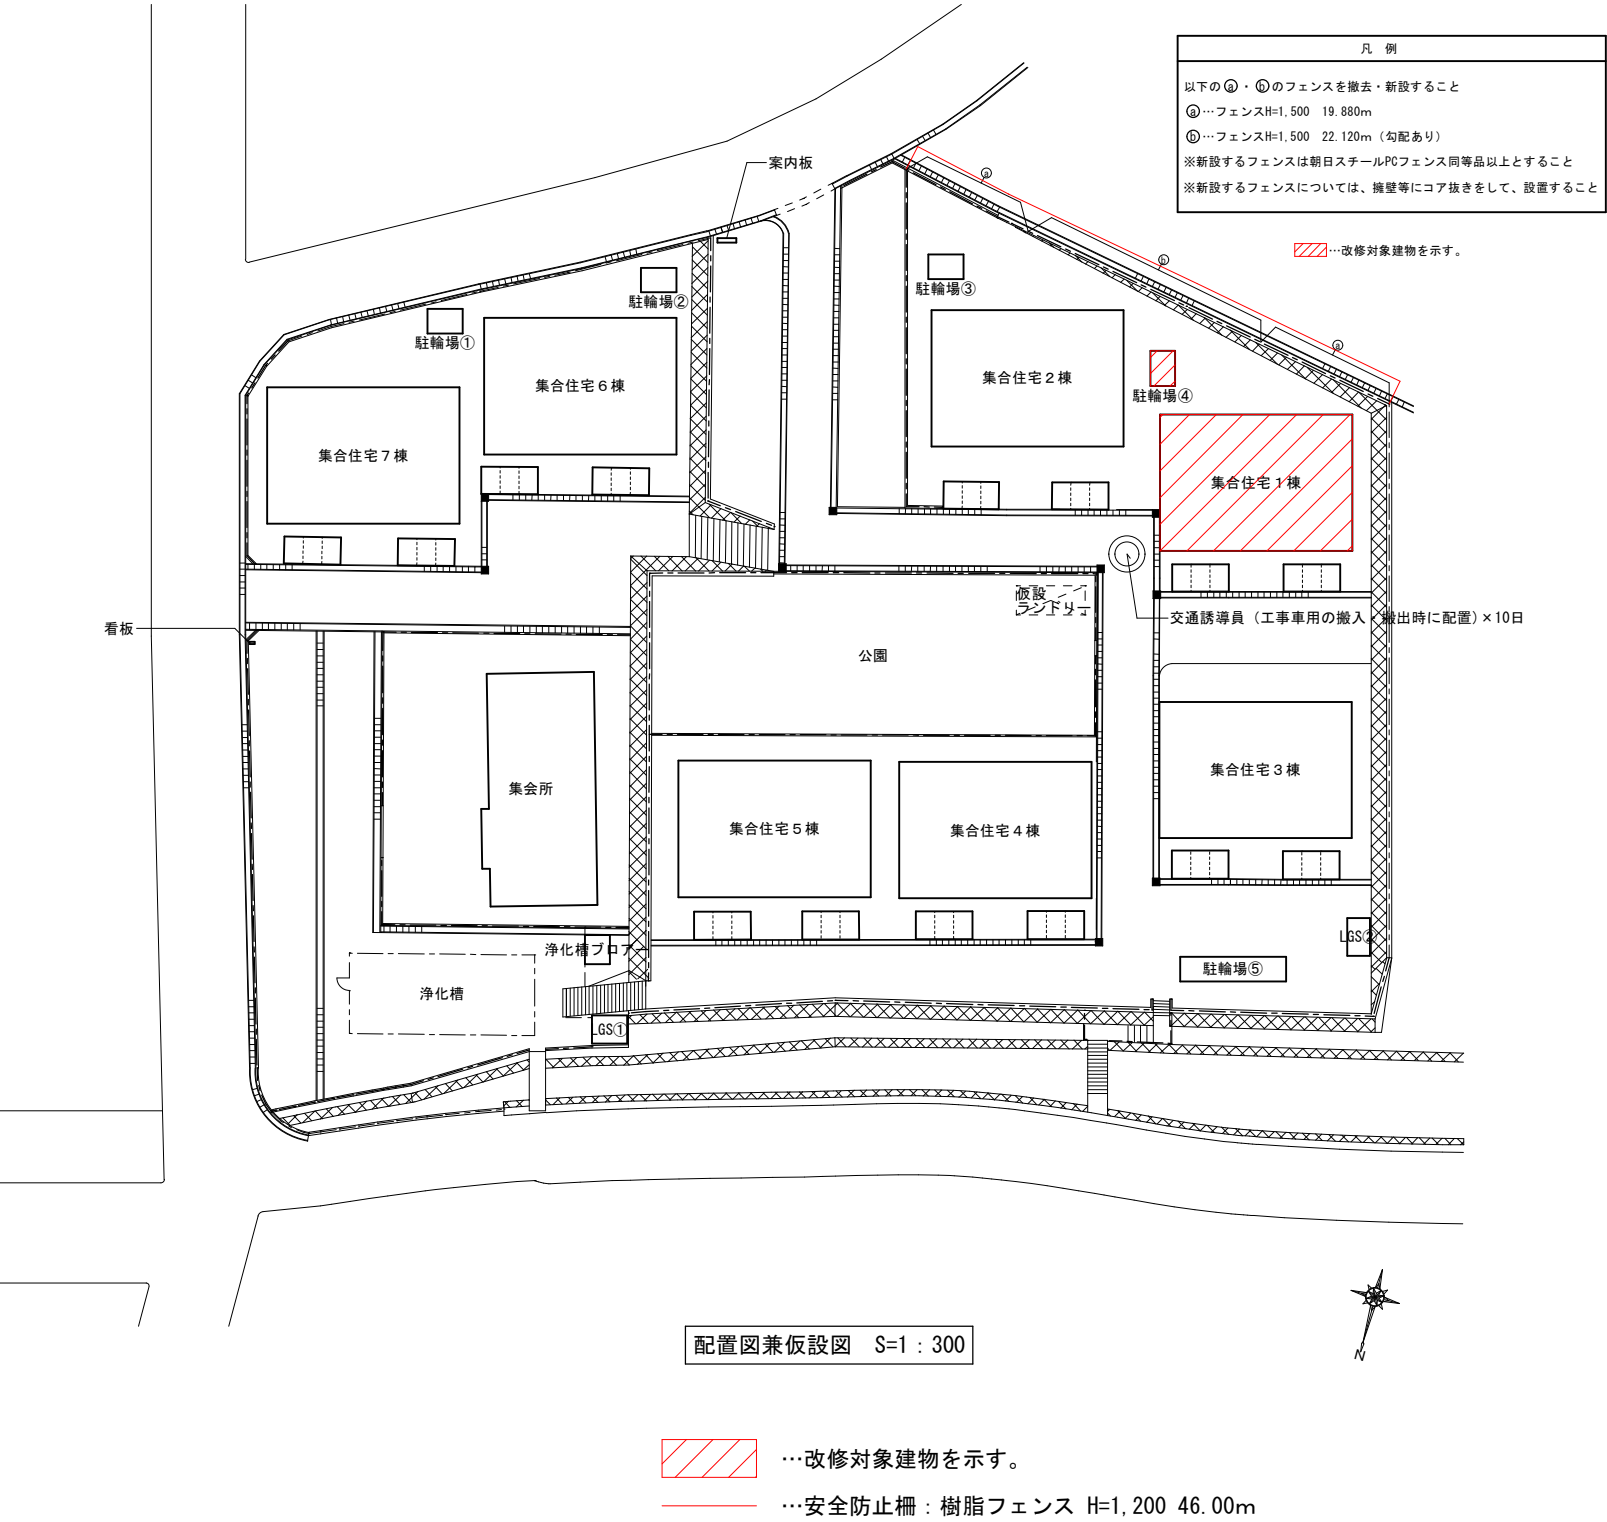 凡 例
以下のⓐ・ⓑのフェンスを撤去・新設すること
ⓐ…フェンスH=1,500 19.880m
ⓑ…フェンスH=1,500 22.120m（勾配あり）
※新設するフェンスは朝日スチールPCフェンス同等品以上とすること
※新設するフェンスについては、擁壁等にコア抜きをして、設置すること
…改修対象建物を示す。
案内板
ⓐ
ⓑ
ⓐ
駐輪場②
駐輪場③
駐輪場①
集合住宅２棟
集合住宅６棟
駐輪場④
集合住宅７棟
集合住宅１棟
仮設
ランドリー
交通誘導員（工事車用の搬入・搬出時に配置）×10日
看板
公園
集会所
集合住宅３棟
集合住宅５棟
集合住宅４棟
浄化槽ブロアー
LGS②
駐輪場⑤
浄化槽
LGS①
N
配置図兼仮設図 S=1：300
…改修対象建物を示す。
…安全防止柵：樹脂フェンス H=1,200 46.00m